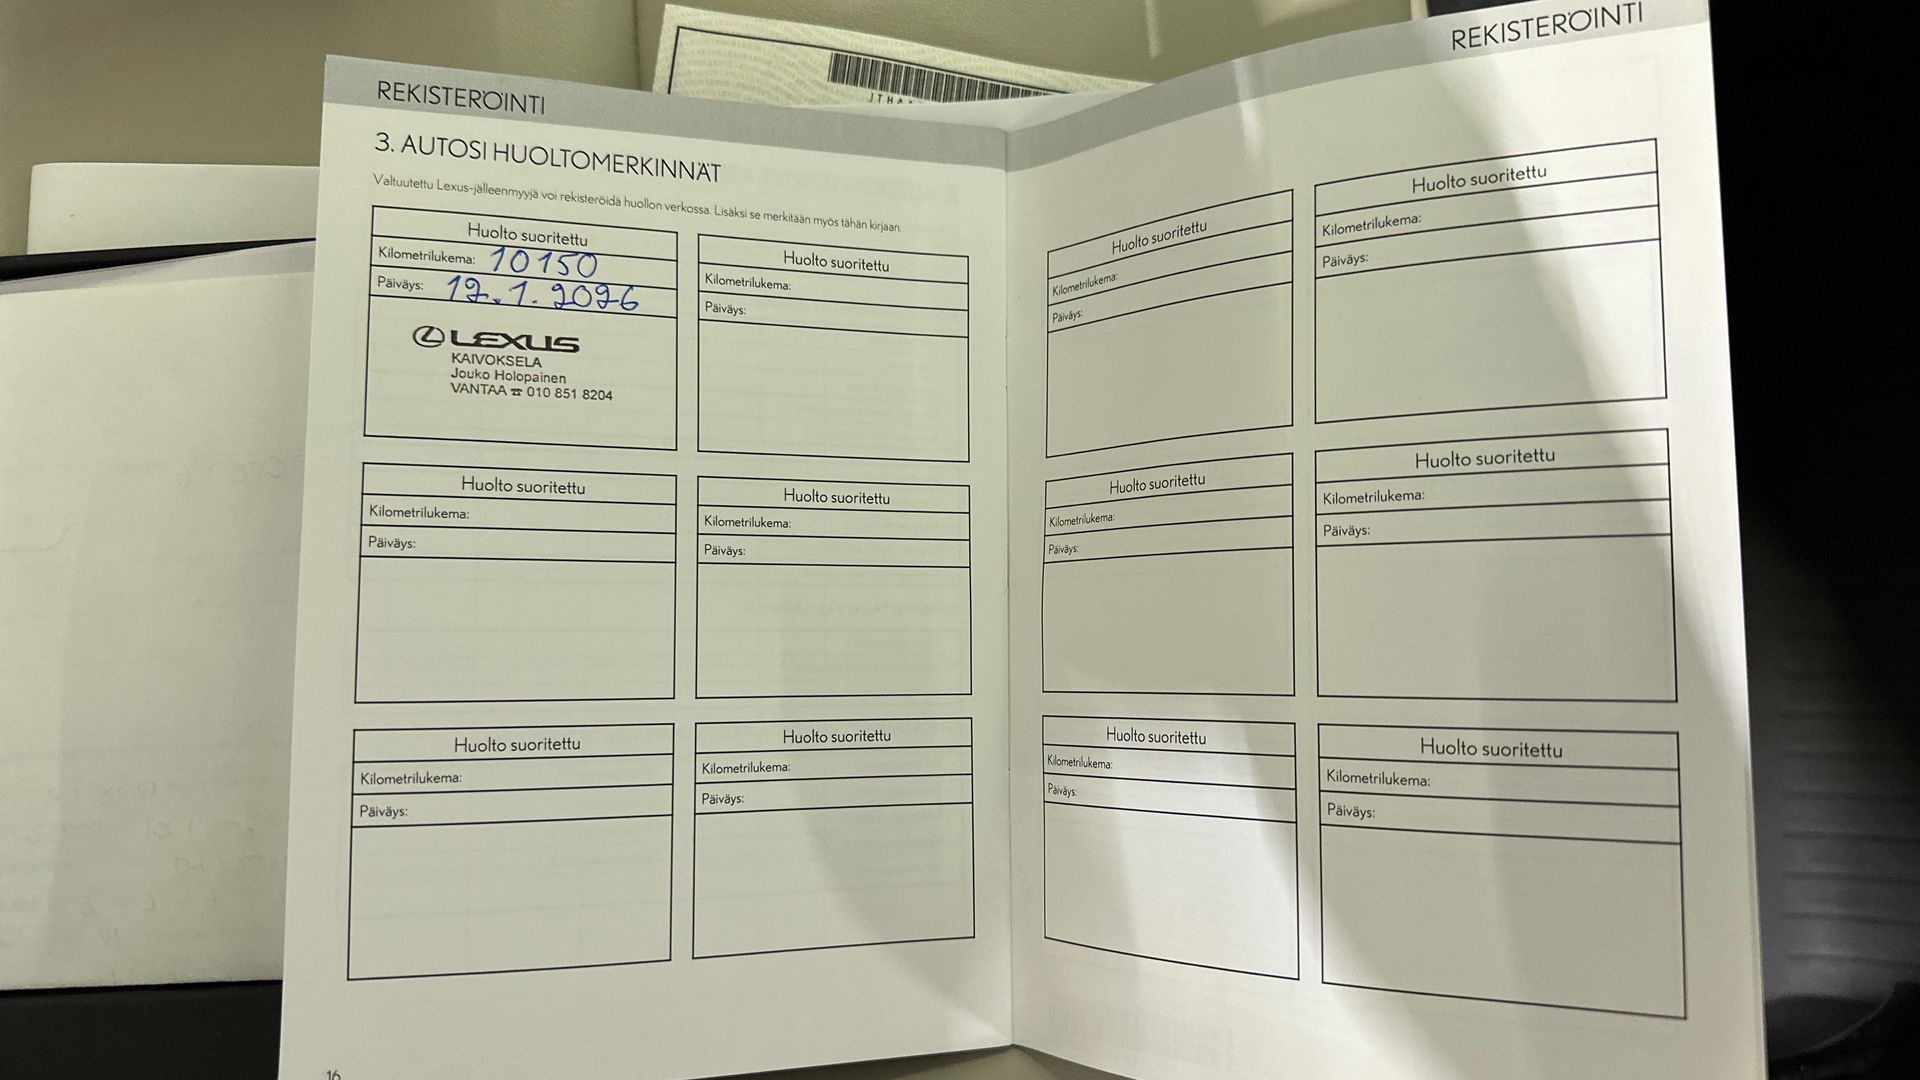 REKISTERÖINTI
3. AUTOSI HUOLTOMERKINNÄT
Valtuutettu Lexus-jälleenmyyjä voi rekisteröidä huollon verkossa. Lisäksi se merkitään myös tähän kirjaan.
Huolto suoritettu
Kilometrilukema: 10150
Päiväys: 12.1.2026
LEXUS
KAIVOKSELA
Jouko Holopainen
VANTAA ☎ 010 851 8204
Huolto suoritettu
Kilometrilukema:
Päiväys:
Huolto suoritettu
Kilometrilukema:
Päiväys:
Huolto suoritettu
Kilometrilukema:
Päiväys:
Huolto suoritettu
Kilometrilukema:
Päiväys:
Huolto suoritettu
Kilometrilukema:
Päiväys:
16
REKISTERÖINTI
Huolto suoritettu
Kilometrilukema:
Päiväys:
Huolto suoritettu
Kilometrilukema:
Päiväys:
Huolto suoritettu
Kilometrilukema:
Päiväys:
Huolto suoritettu
Kilometrilukema:
Päiväys:
Huolto suoritettu
Kilometrilukema:
Päiväys:
Huolto suoritettu
Kilometrilukema:
Päiväys: